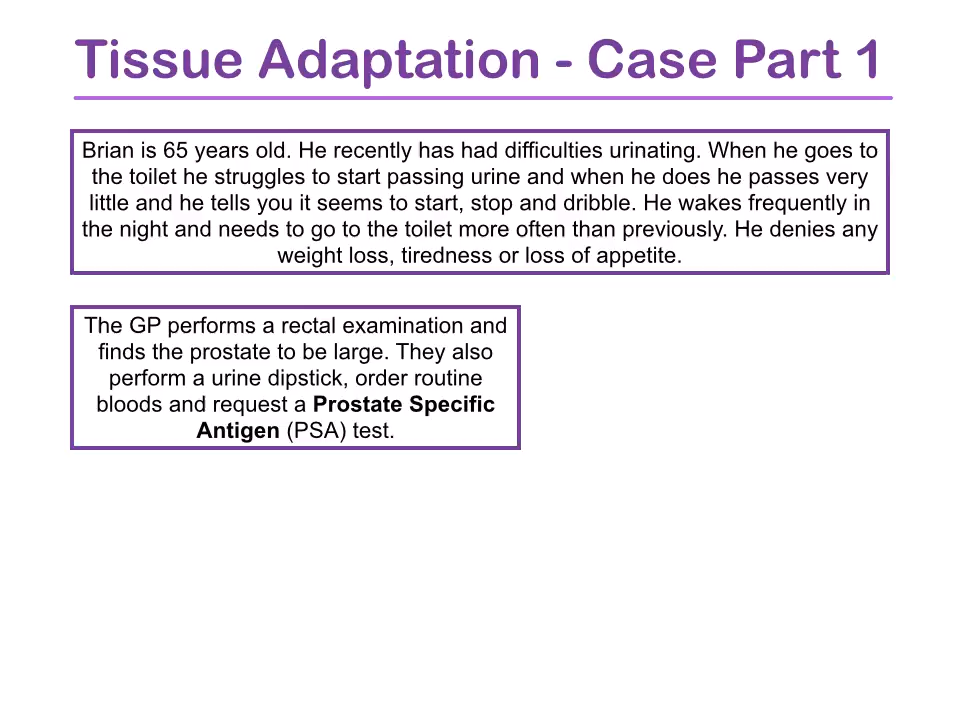 Tissue Adaptation - Case Part 1
Brian is 65 years old. He recently has had difficulties urinating. When he goes to
the toilet he struggles to start passing urine and when he does he passes very
little and he tells you it seems to start, stop and dribble. He wakes frequently in
the night and needs to go to the toilet more often than previously. He denies any
weight loss, tiredness or loss of appetite.
The GP performs a rectal examination and
finds the prostate to be large. They also
perform a urine dipstick, order routine
bloods and request a Prostate Specific
Antigen (PSA) test.